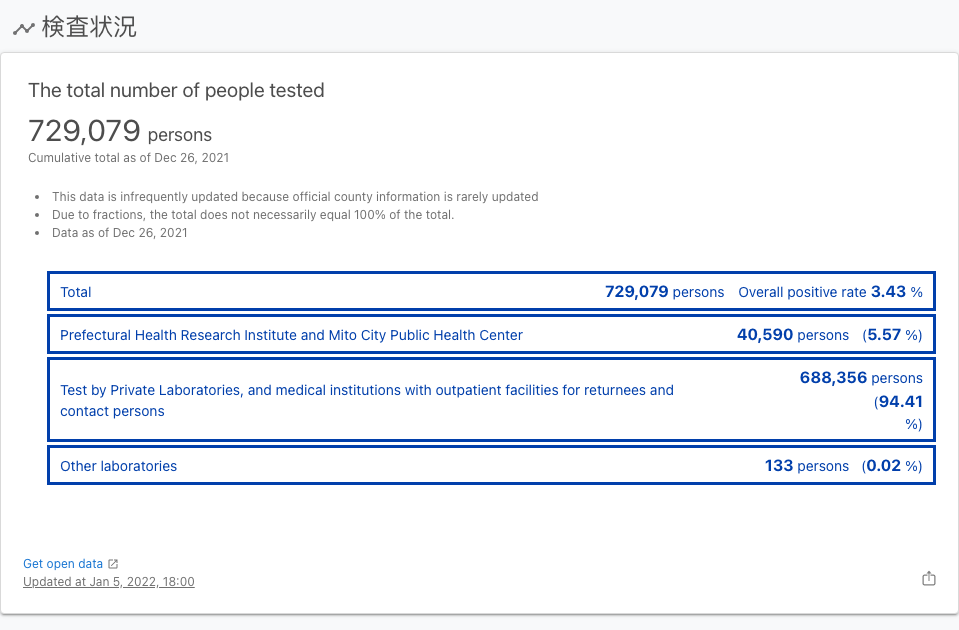 検査状況
The total number of people tested
729,079 persons
Cumulative total as of Dec 26, 2021
• This data is infrequently updated because official county information is rarely updated
• Due to fractions, the total does not necessarily equal 100% of the total.
• Data as of Dec 26, 2021
Total 729,079 persons Overall positive rate 3.43 %
Prefectural Health Research Institute and Mito City Public Health Center 40,590 persons (5.57 %)
Test by Private Laboratories, and medical institutions with outpatient facilities for returnees and
contact persons
688,356 persons
(94.41
%)
Other laboratories 133 persons (0.02 %)
Get open data
Updated at Jan 5, 2022, 18:00